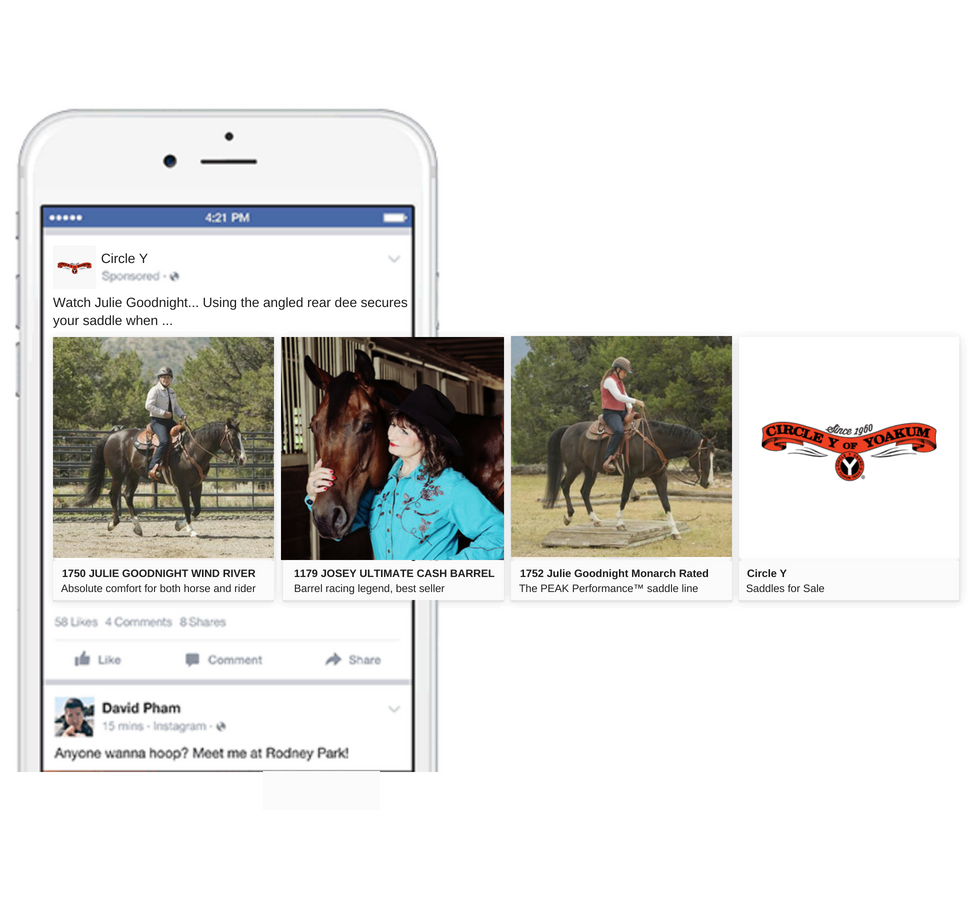 4:21 PM
Circle Y
Sponsored ·
Watch Julie Goodnight... Using the angled rear dee secures
your saddle when ...
Since 1960
CIRCLE Y OF YOAKUM
Y
®
1750 JULIE GOODNIGHT WIND RIVER
Absolute comfort for both horse and rider
1179 JOSEY ULTIMATE CASH BARREL
Barrel racing legend, best seller
1752 Julie Goodnight Monarch Rated
The PEAK Performance™ saddle line
Circle Y
Saddles for Sale
58 Likes 4 Comments 8 Shares
Like Comment Share
David Pham
15 mins · Instagram ·
Anyone wanna hoop? Meet me at Rodney Park!